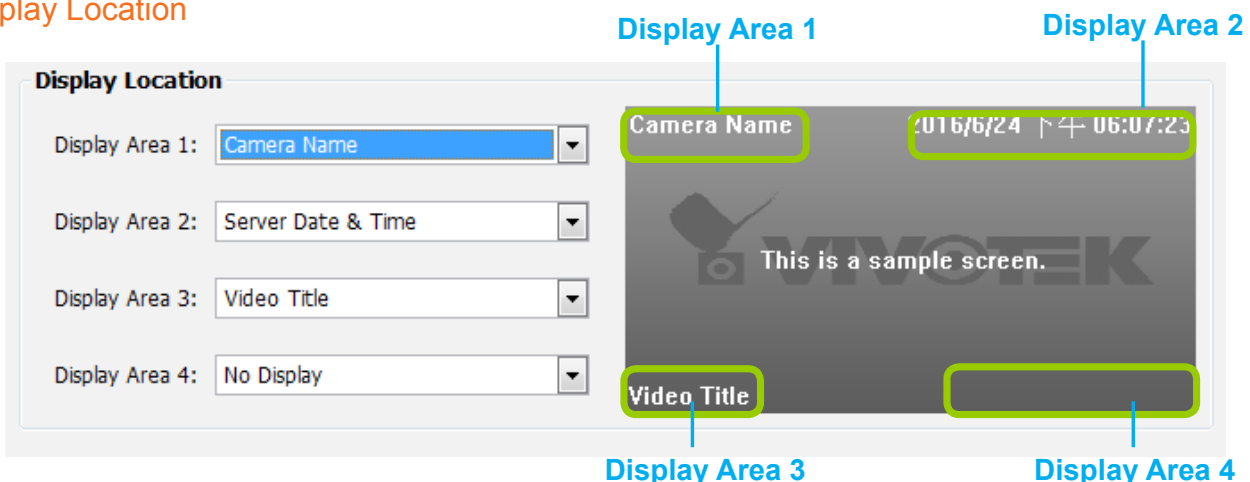 play Location
Display Area 1
Display Area 2
Display Location
Display Area 1: Camera Name
Display Area 2: Server Date & Time
Display Area 3: Video Title
Display Area 4: No Display
Camera Name 2016/6/24 下午 06:07:23
VIVOTEK
This is a sample screen.
Video Title
Display Area 3
Display Area 4